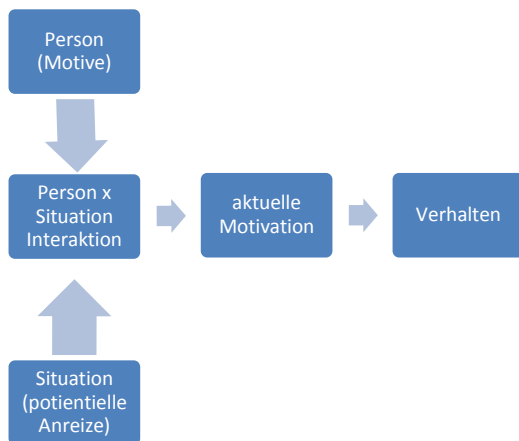 Person
(Motive)
Person x
Situation
Interaktion
aktuelle
Motivation
Verhalten
Situation
(potientielle
Anreize)